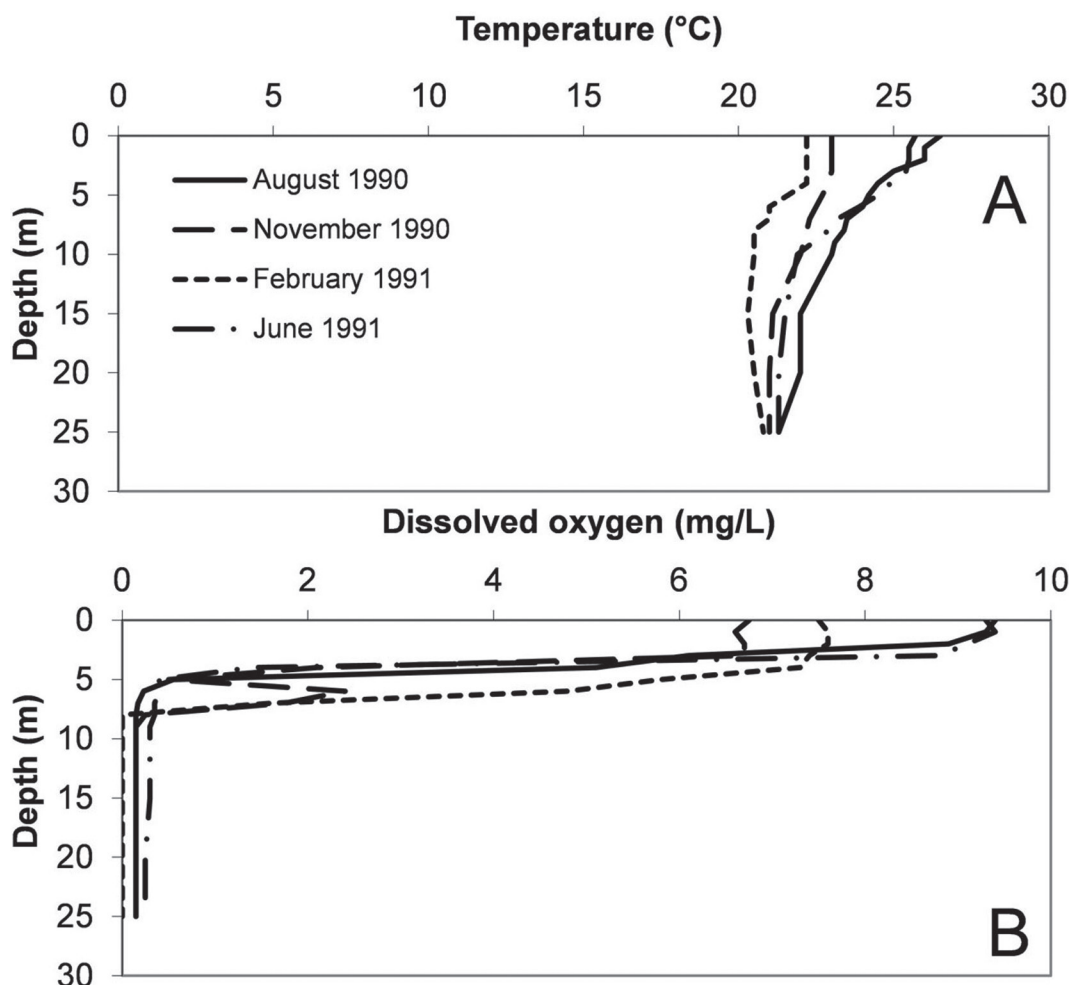 Temperature (°C)
0 5 10 15 20 25 30
0
5
10
15
20
25
30
Depth (m)
August 1990
November 1990
February 1991
June 1991
A
Dissolved oxygen (mg/L)
0 2 4 6 8 10
0
5
10
15
20
25
30
Depth (m)
B